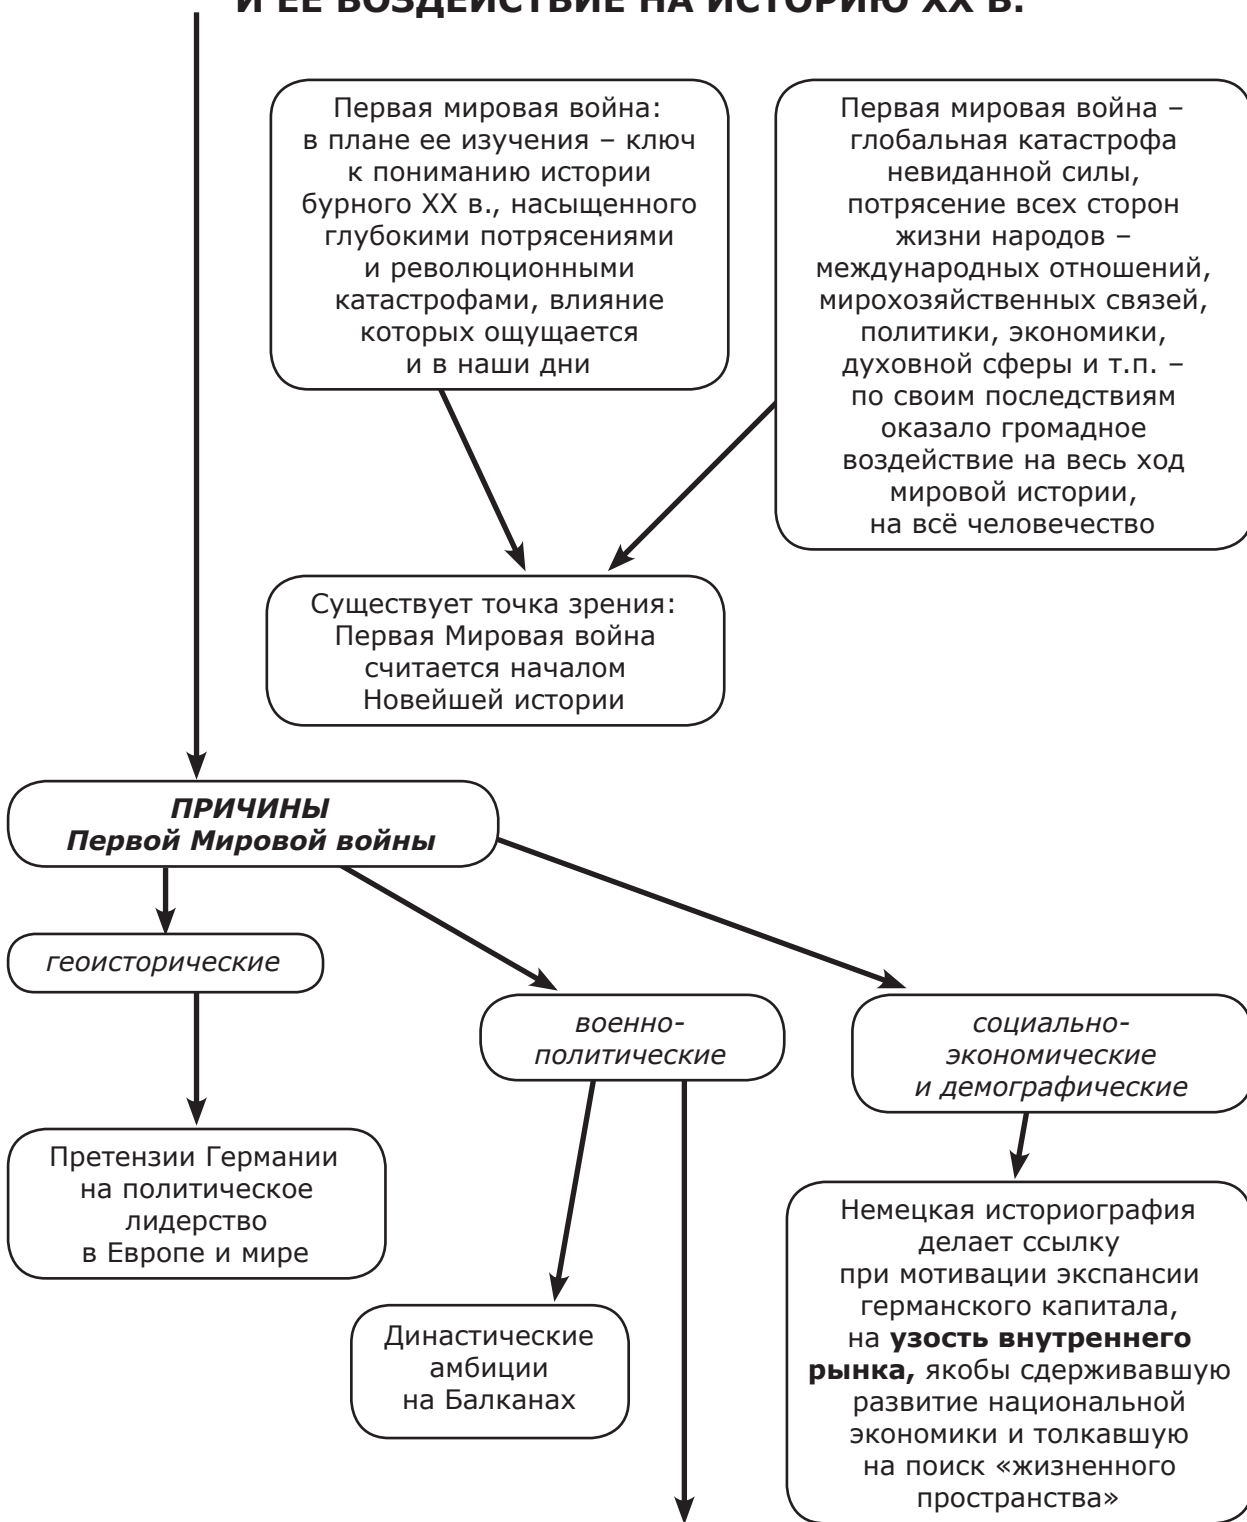 И ЕЕ ВОЗДЕЙСТВИЕ НА ИСТОРИЮ XX В.
Первая мировая война:
в плане ее изучения – ключ
к пониманию истории
бурного XX в., насыщенного
глубокими потрясениями
и революционными
катастрофами, влияние
которых ощущается
и в наши дни
Первая мировая война –
глобальная катастрофа
невиданной силы,
потрясение всех сторон
жизни народов –
международных отношений,
мирохозяйственных связей,
политики, экономики,
духовной сферы и т.п. –
по своим последствиям
оказало громадное
воздействие на весь ход
мировой истории,
на всё человечество
Существует точка зрения:
Первая Мировая война
считается началом
Новейшей истории
ПРИЧИНЫ
Первой Мировой войны
геоисторические
военно-
политические
социально-
экономические
и демографические
Претензии Германии
на политическое
лидерство
в Европе и мире
Династические
амбиции
на Балканах
Немецкая историография
делает ссылку
при мотивации экспансии
германского капитала,
на узость внутреннего
рынка, якобы сдерживавшую
развитие национальной
экономики и толкавшую
на поиск «жизненного
пространства»